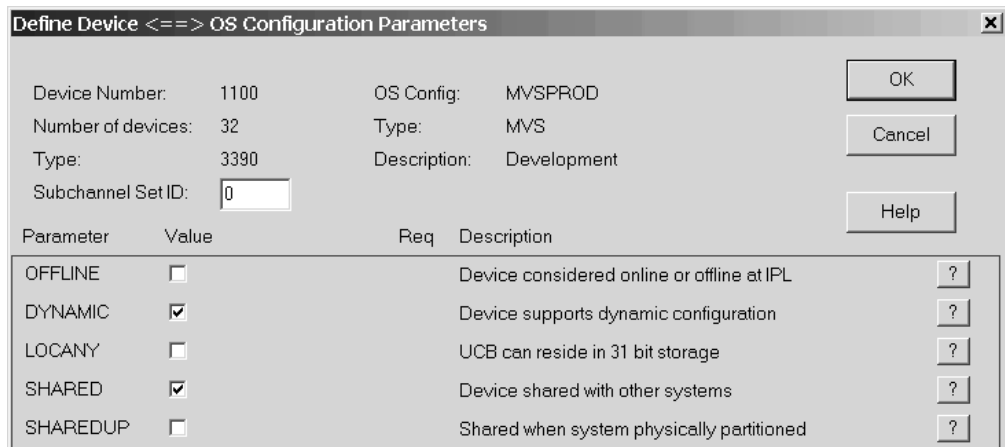 Define Device <==> OS Configuration Parameters
Device Number: 1100 OS Config: MVSPROD OK
Number of devices: 32 Type: MVS Cancel
Type: 3390 Description: Development
Subchannel Set ID: 0 Help
Parameter Value Req Description
OFFLINE Device considered online or offline at IPL ?
DYNAMIC Device supports dynamic configuration ?
LOCANY UCB can reside in 31 bit storage ?
SHARED Device shared with other systems ?
SHAREDUP Shared when system physically partitioned ?